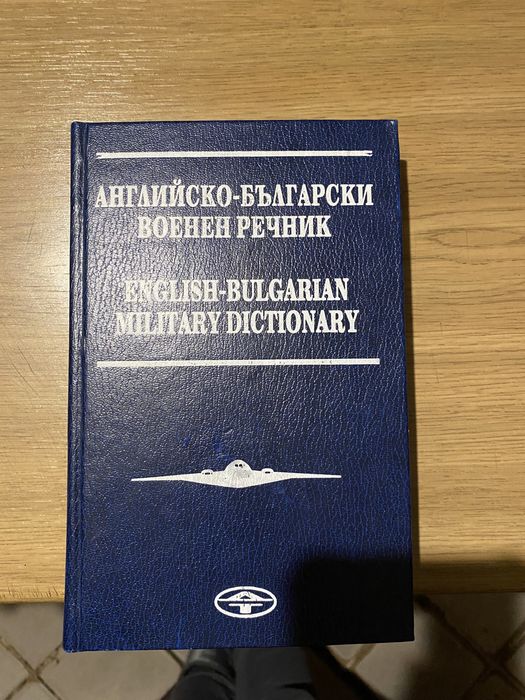 АНГЛИЙСКО-БЪЛГАРСКИ
ВОЕНЕН РЕЧНИК
ENGLISH-BULGARIAN
MILITARY DICTIONARY